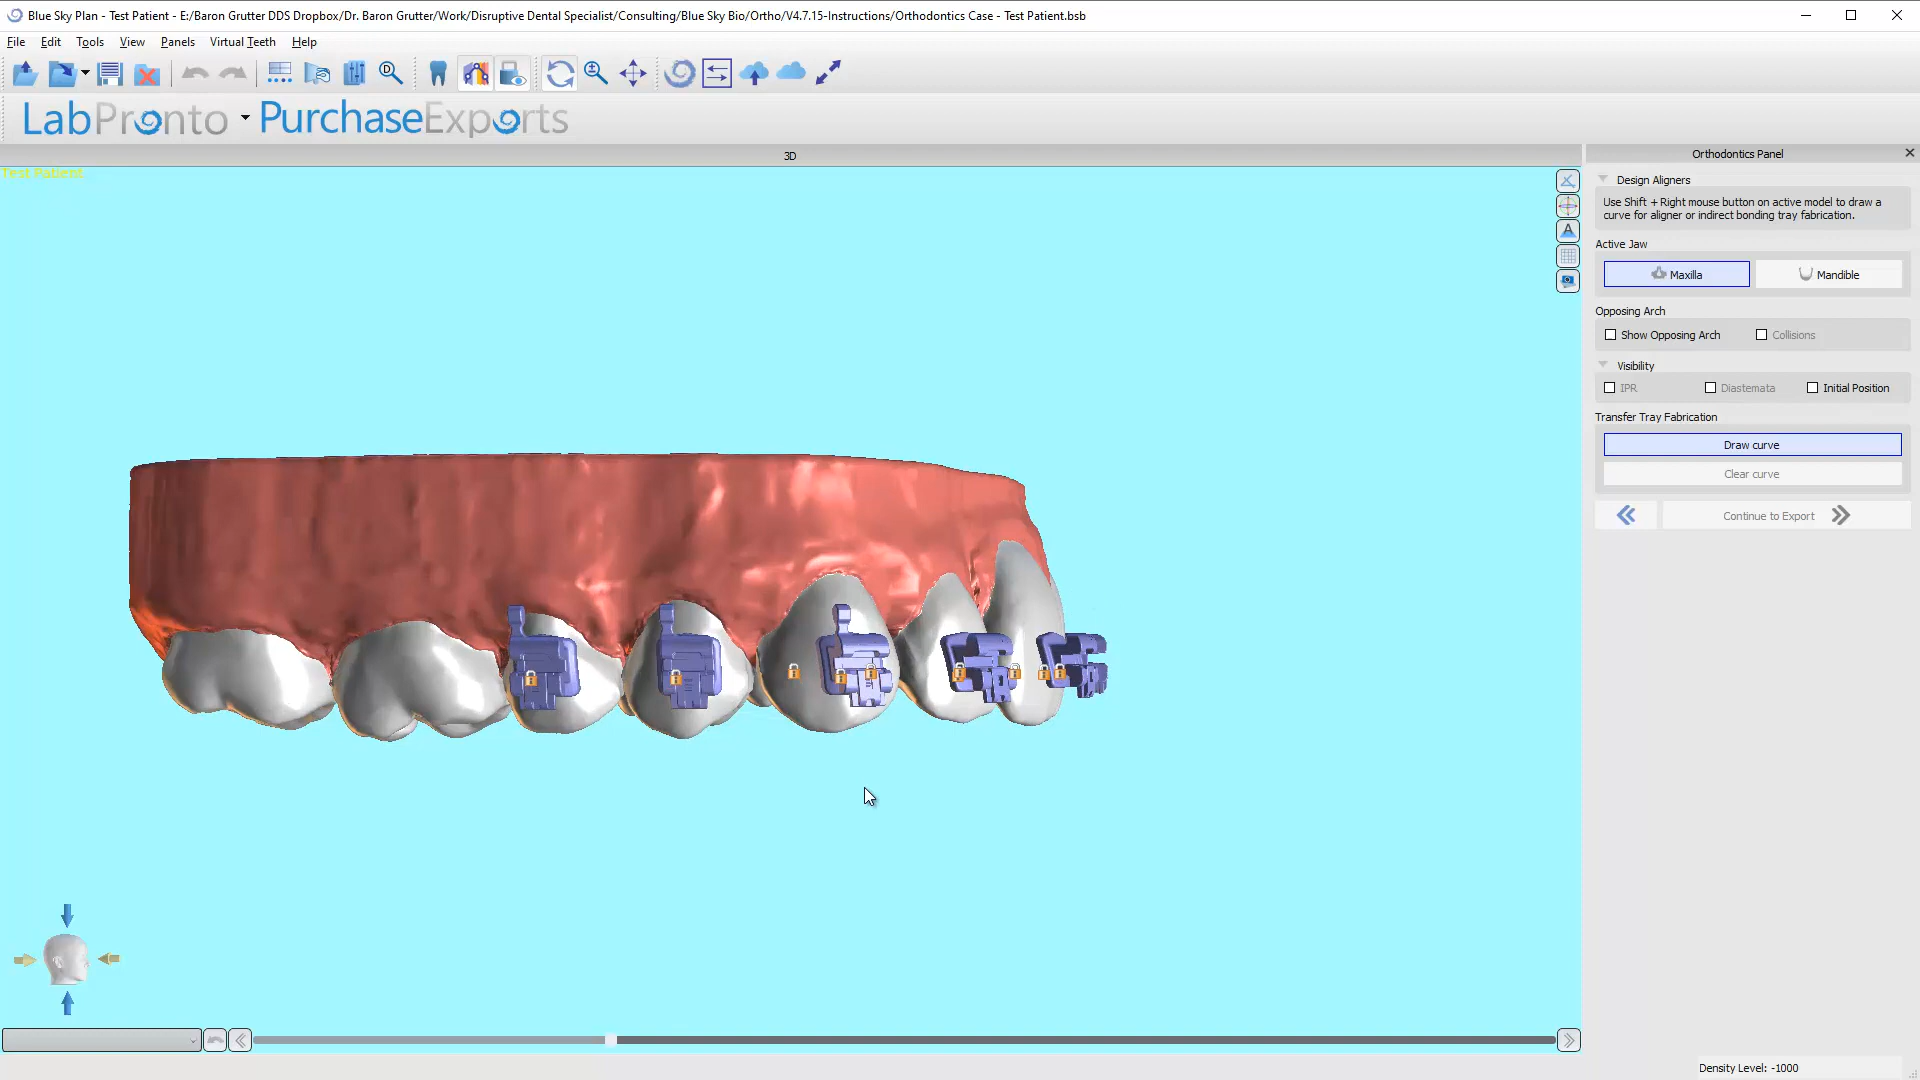 Blue Sky Plan - Test Patient - E:/Baron Grutter DDS Dropbox/Dr. Baron Grutter/Work/Disruptive Dental Specialist/Consulting/Blue Sky Bio/Ortho/V4.7.15-Instructions/Orthodontics Case - Test Patient.bsb
File Edit Tools View Panels Virtual Teeth Help
LabPronto PurchaseExports
3D
Orthodontics Panel
Test Patient
Design Aligners
Use Shift + Right mouse button on active model to draw a
curve for aligner or indirect bonding tray fabrication.
Active Jaw
Maxilla Mandible
Opposing Arch
Show Opposing Arch Collisions
Visibility
IPR Diastemata Initial Position
Transfer Tray Fabrication
Draw curve
Clear curve
Continue to Export
Density Level: -1000